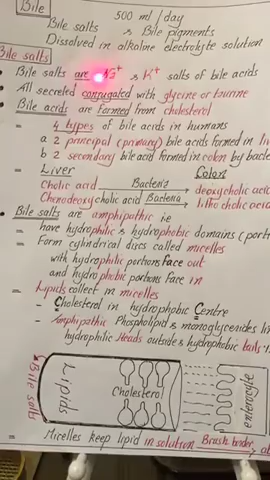 Bile 500 ml / day
Bile salts & Bile pigments
Dissolved in alkaline electrolyte solution
Bile salts
• Bile salts are Na+ & K+ salts of bile acids
• All secreted conjugated with glycine or taurine
• Bile acids are formed from cholesterol
= 4 types of bile acids in humans
a 2 principal (primary) bile acids formed in
b 2 secondary bile acid formed in colon by
= Liver Colon
Cholic acid Bacteria deoxycholic acid
Chenodeoxycholic acid Bacteria litho cholic acid
• Bile salts are amphipathic ie
= have hydrophilic & hydrophobic domains
= Form cylindrical discs called micelles
with hydrophilic portions face out
and hydrophobic portions face in
= Lipids collect in micelles
- Cholesterol in hydrophobic Centre
- Amphipathic Phospholipid & monoglycerides
hydrophilic Heads outside & hydrophobic tails
Bile salts Lipids Cholesterol enterocyte
= Micelles keep lipid in solution Brush border